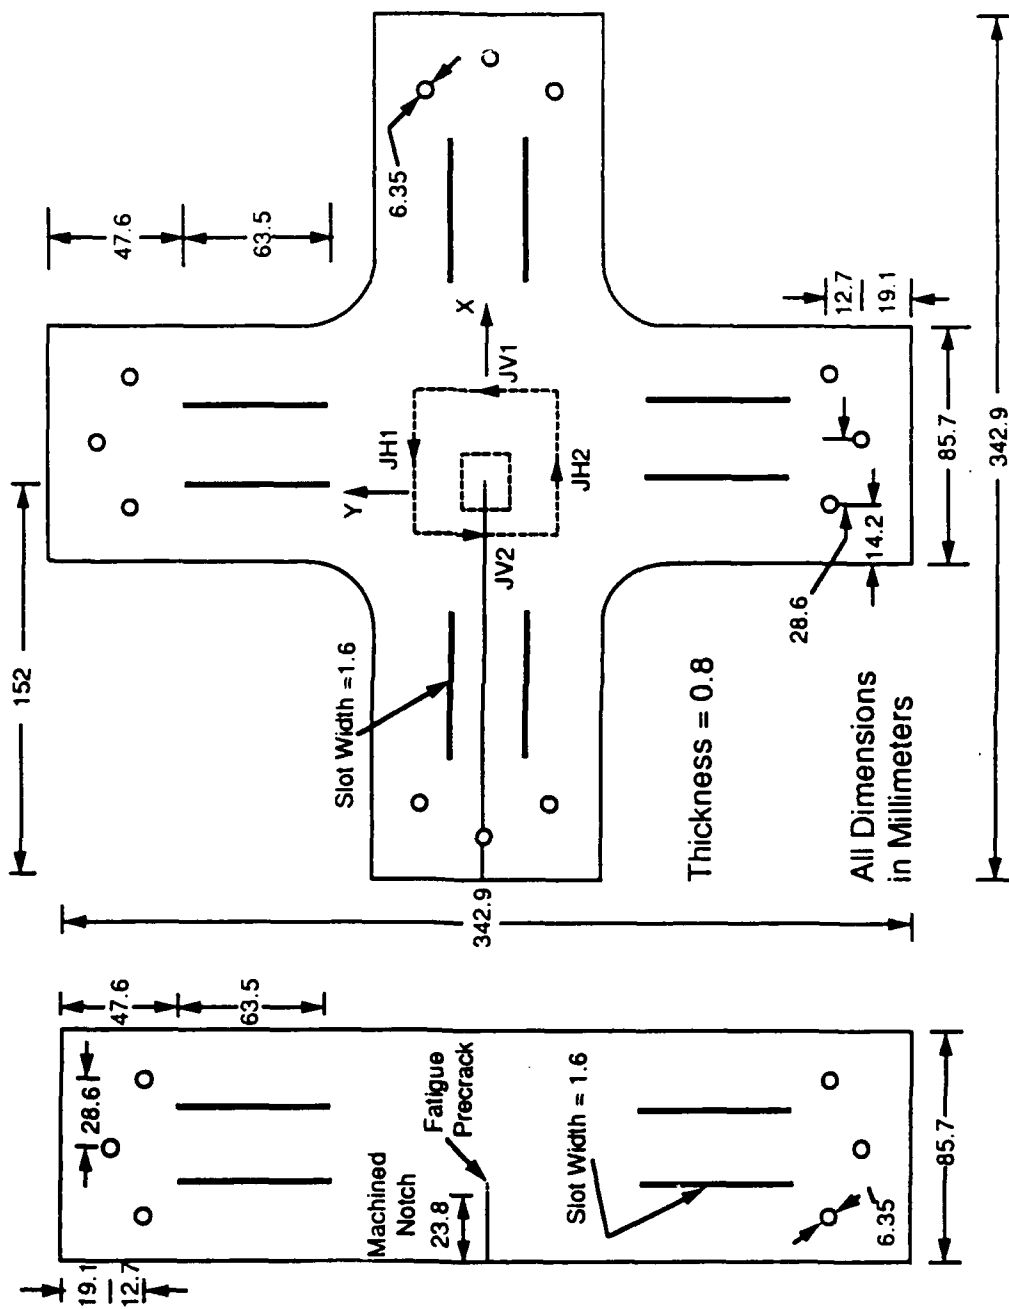 152
47.6
63.5
6.35
Slot Width =1.6
X
Y
JH1
JV1
JV2
JH2
12.7
19.1
14.2
28.6
85.7
342.9
Thickness = 0.8
All Dimensions
in Millimeters
342.9
47.6
63.5
28.6
19.1
12.7
Machined
Notch
23.8
Fatigue
Precrack
Slot Width = 1.6
6.35
85.7